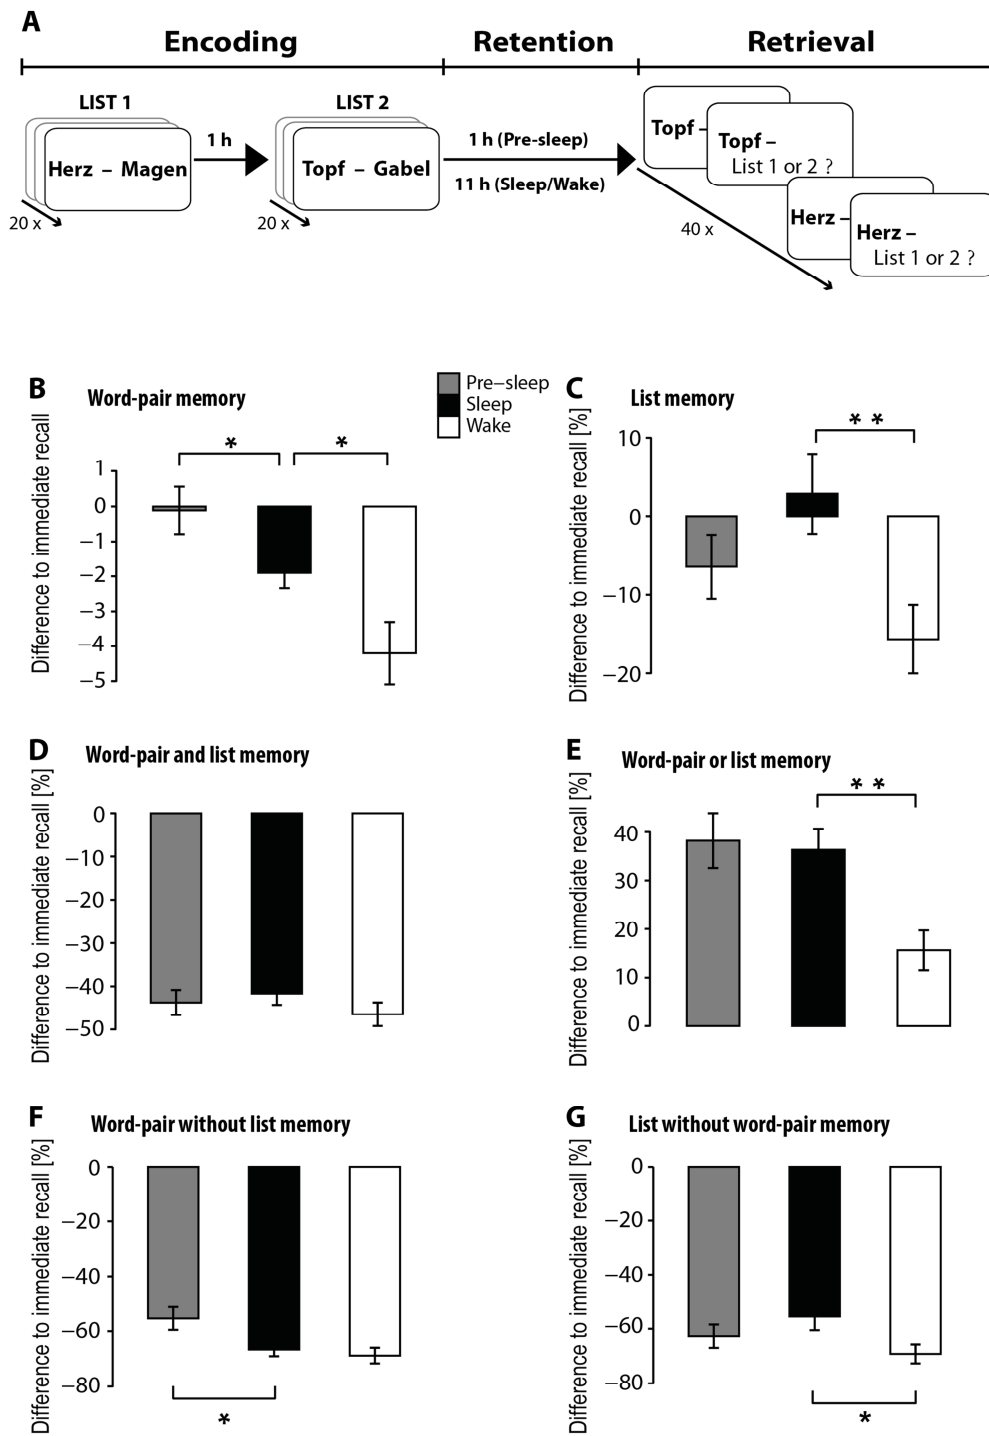 A
Encoding
Retention
Retrieval
LIST 1
LIST 2
1 h
1 h (Pre-sleep)
11 h (Sleep/Wake)
Herz – Magen
Topf – Gabel
Topf –
Topf –
List 1 or 2 ?
Herz –
Herz –
List 1 or 2 ?
20 x
20 x
40 x
B
Word-pair memory
Pre–sleep
Sleep
Wake
Difference to immediate recall
* *
1
0
−1
−2
−3
−4
−5
C
List memory
Difference to immediate recall [%]
* *
10
0
−10
−20
D
Word-pair and list memory
Difference to immediate recall [%]
0
−10
−20
−30
−40
−50
E
Word-pair or list memory
Difference to immediate recall [%]
* *
40
30
20
10
0
F
Word-pair without list memory
Difference to immediate recall [%]
0
−20
−40
−60
−80
*
G
List without word-pair memory
Difference to immediate recall [%]
0
−20
−40
−60
−80
*